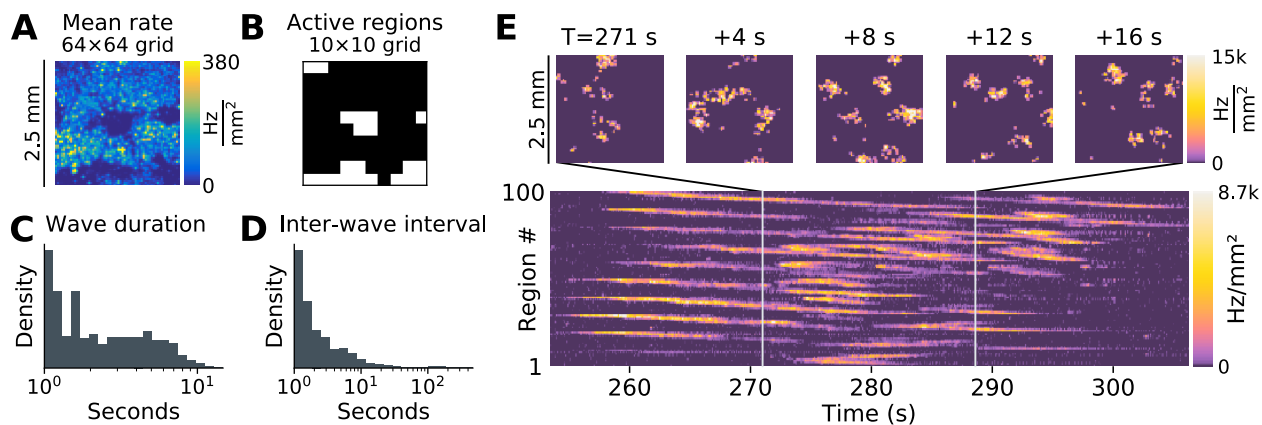 A
Mean rate
64×64 grid
2.5 mm
380
Hz
mm²
0
B
Active regions
10×10 grid
C
Wave duration
Density
10⁰
10¹
Seconds
D
Inter-wave interval
Density
10⁰
10¹
10²
Seconds
E
T=271 s
+4 s
+8 s
+12 s
+16 s
2.5 mm
15k
Hz
mm²
0
100
Region #
1
260
270
280
290
300
Time (s)
8.7k
Hz/mm²
0